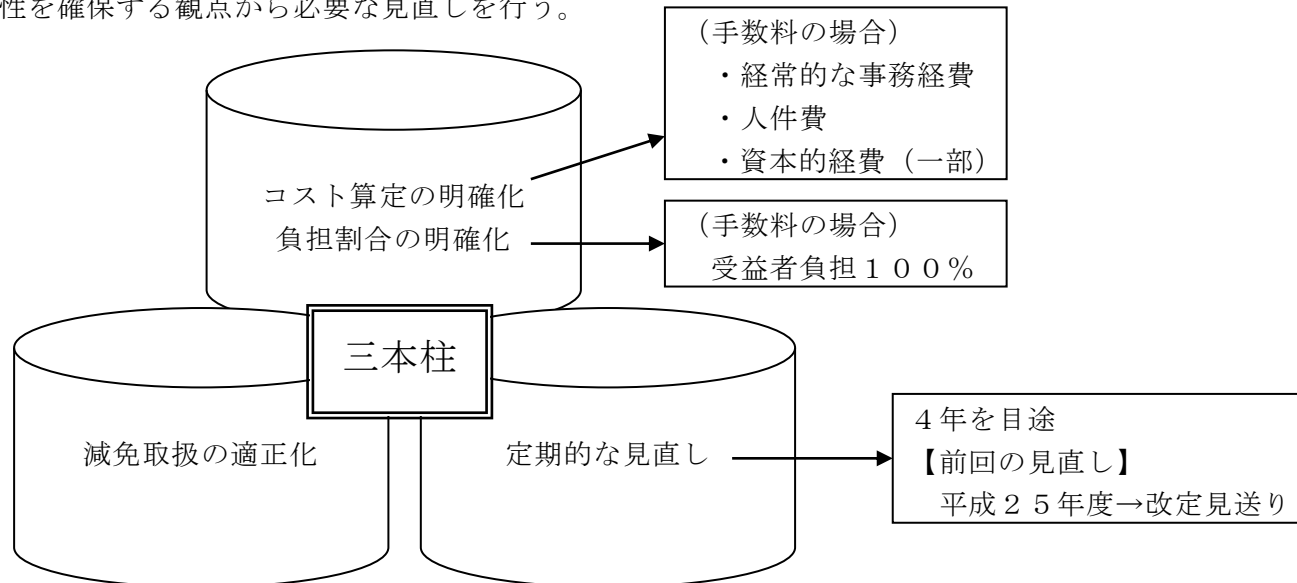 性を確保する観点から必要な見直しを行う。
（手数料の場合）
・経常的な事務経費
・人件費
・資本的経費（一部）
コスト算定の明確化
負担割合の明確化
（手数料の場合）
受益者負担１００％
三本柱
減免取扱の適正化
定期的な見直し
４年を目途
【前回の見直し】
平成２５年度→改定見送り